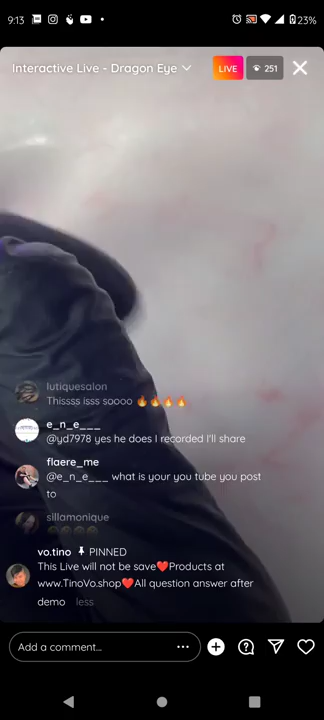 9:13
23%
Interactive Live - Dragon Eye
LIVE
251
lutiquesalon
Thissss isss soooo 🔥🔥🔥🔥
e_n_e___
@yd7978 yes he does I recorded I'll share
flaere_me
@e_n_e___ what is your you tube you post
to
sillamonique
vo.tino PINNED
This Live will not be save❤️Products at
www.TinoVo.shop❤️All question answer after
demo less
Add a comment...